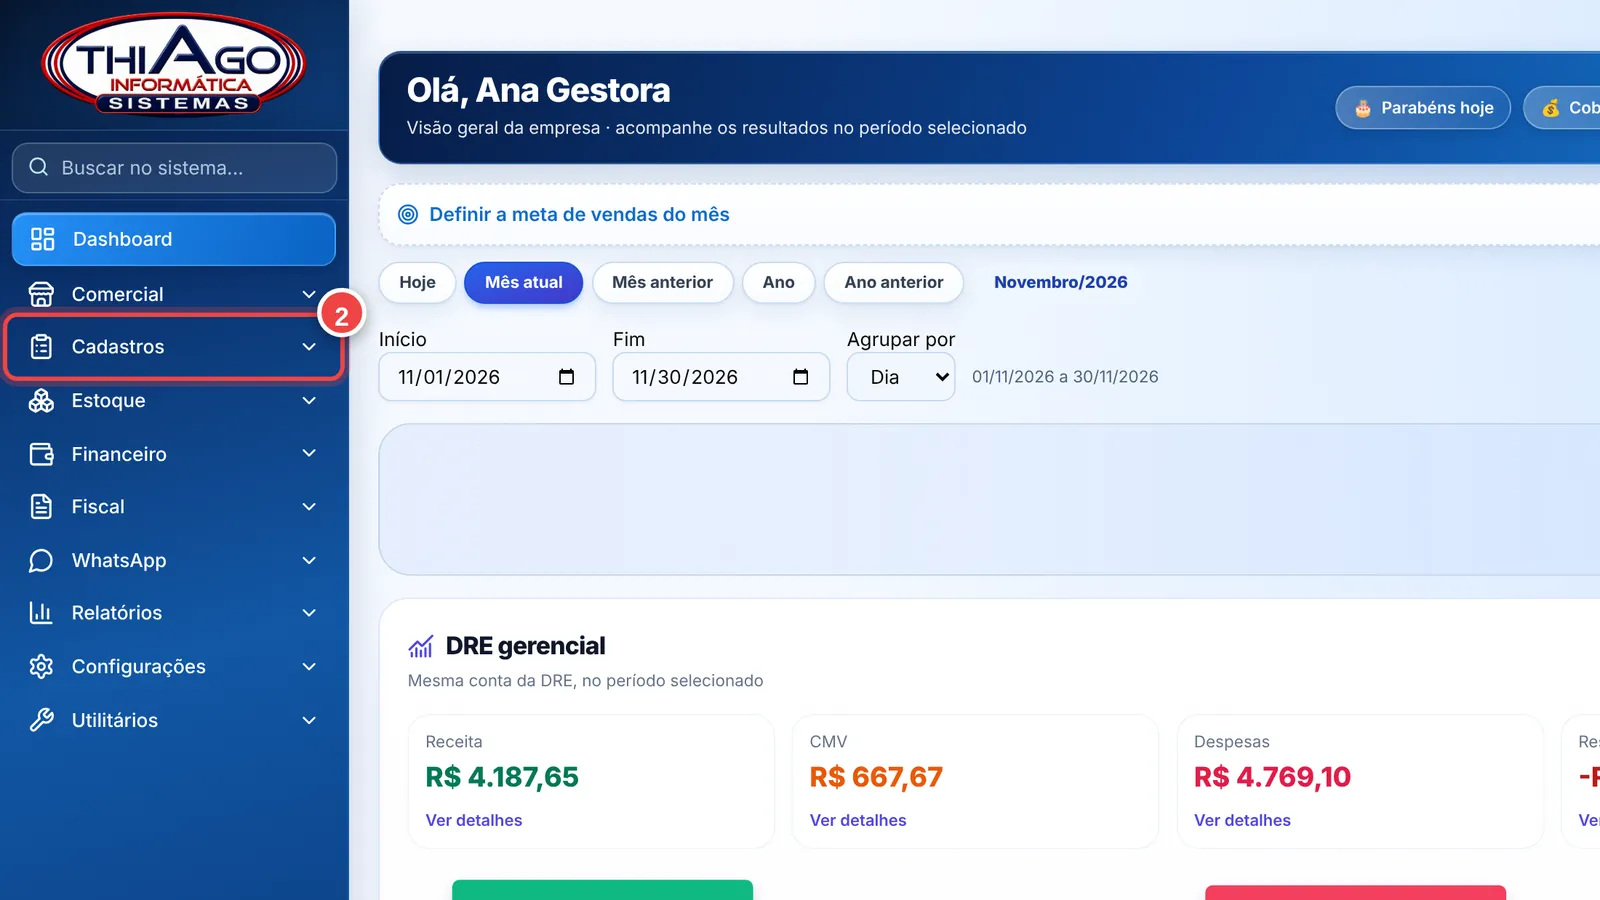 THIAGO
INFORMÁTICA
SISTEMAS
Buscar no sistema...
Dashboard
Comercial
2
Cadastros
Estoque
Financeiro
Fiscal
WhatsApp
Relatórios
Configurações
Utilitários
Olá, Ana Gestora
Visão geral da empresa · acompanhe os resultados no período selecionado
🎂 Parabéns hoje
💰 Cob
Definir a meta de vendas do mês
Hoje
Mês atual
Mês anterior
Ano
Ano anterior
Novembro/2026
Início
Fim
Agrupar por
11/01/2026
11/30/2026
Dia
01/11/2026 a 30/11/2026
DRE gerencial
Mesma conta da DRE, no período selecionado
Receita
R$ 4.187,65
Ver detalhes
CMV
R$ 667,67
Ver detalhes
Despesas
R$ 4.769,10
Ver detalhes
Res
-R
Ver